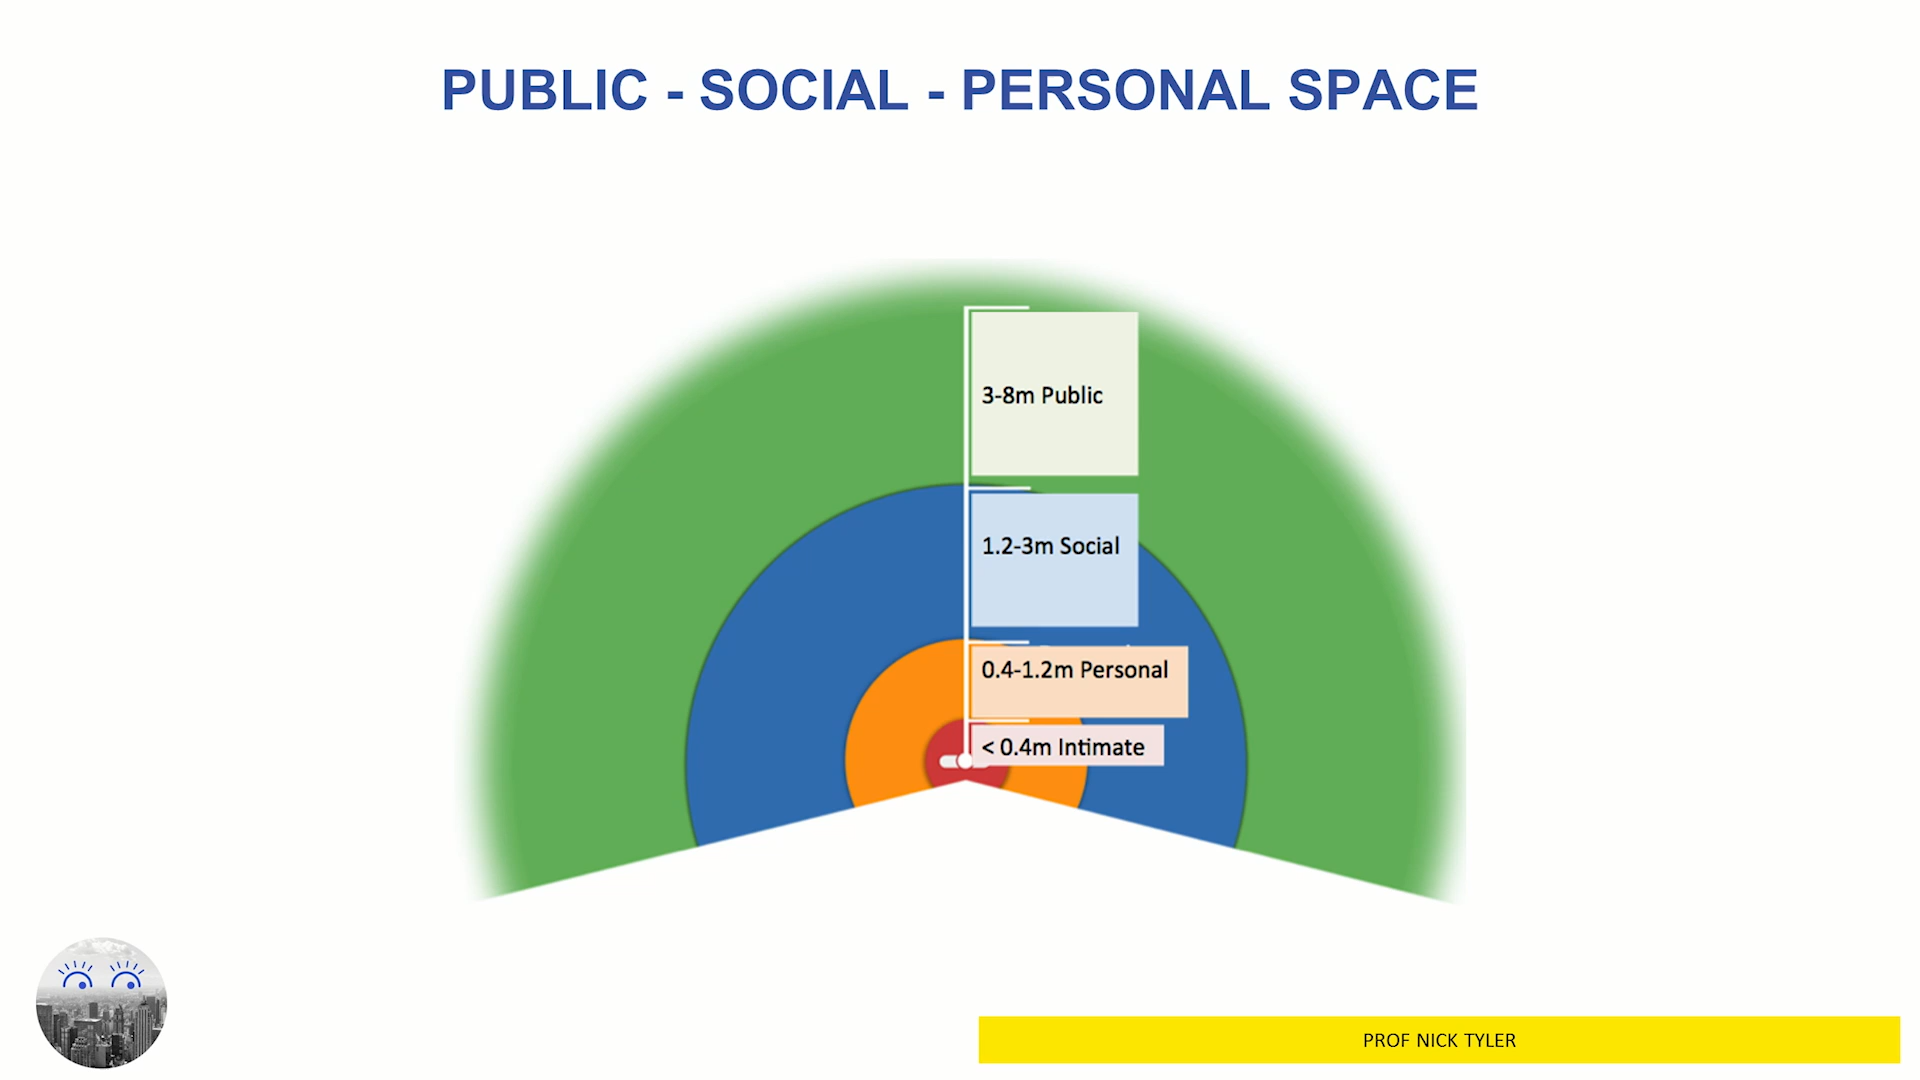 PUBLIC - SOCIAL - PERSONAL SPACE
3-8m Public
1.2-3m Social
0.4-1.2m Personal
< 0.4m Intimate
PROF NICK TYLER